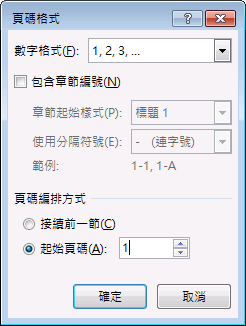 頁碼格式
數字格式(F): 1, 2, 3, ...
包含章節編號(N)
章節起始樣式(P): 標題 1
使用分隔符號(E): - (連字號)
範例: 1-1, 1-A
頁碼編排方式
接續前一節(C)
起始頁碼(A): 1
確定 取消